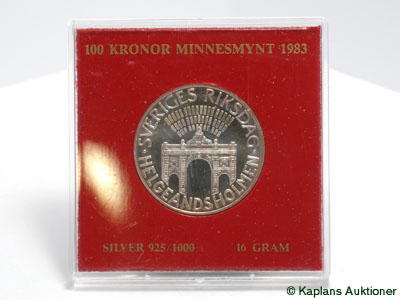 100 KRONOR MINNESMYNT 1983
·SVERIGES RIKSDAG·
HELGEANDSHOLMEN
SILVER 925/1000 16 GRAM
© Kaplans Auktioner